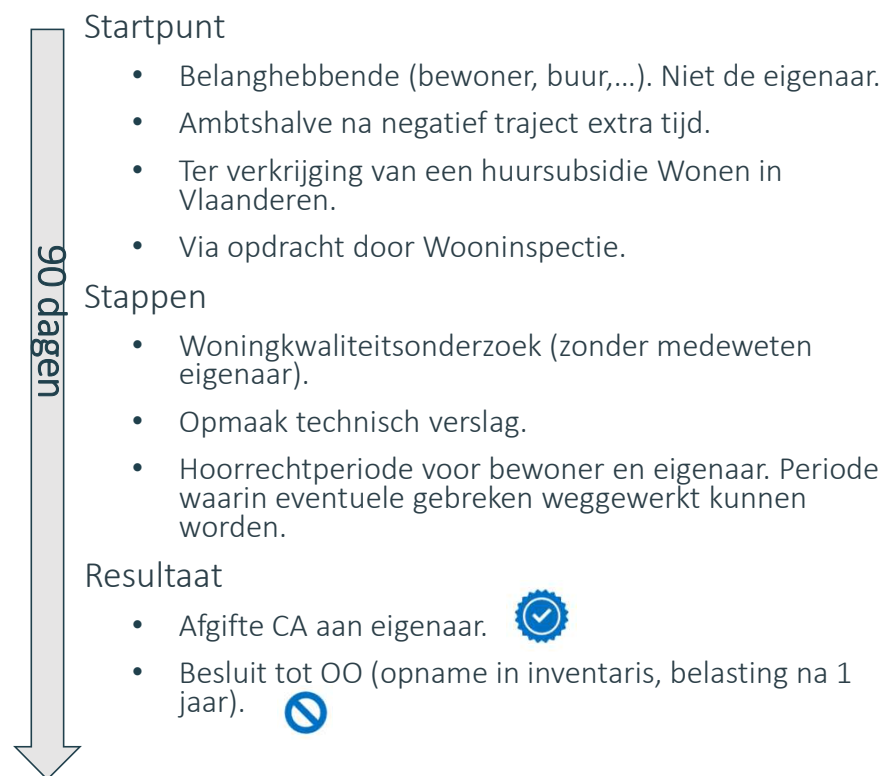 Startpunt
• Belanghebbende (bewoner, buur,...). Niet de eigenaar.
• Ambtshalve na negatief traject extra tijd.
• Ter verkrijging van een huursubsidie Wonen in
Vlaanderen.
• Via opdracht door Wooninspectie.
90 dagen
Stappen
• Woningkwaliteitsonderzoek (zonder medeweten
eigenaar).
• Opmaak technisch verslag.
• Hoorrechtperiode voor bewoner en eigenaar. Periode
waarin eventuele gebreken weggewerkt kunnen
worden.
Resultaat
• Afgifte CA aan eigenaar.
• Besluit tot OO (opname in inventaris, belasting na 1
jaar).